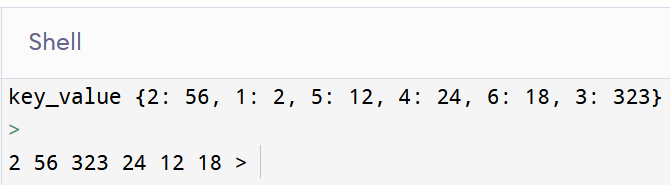 Shell
key_value {2: 56, 1: 2, 5: 12, 4: 24, 6: 18, 3: 323}
>
2 56 323 24 12 18 >